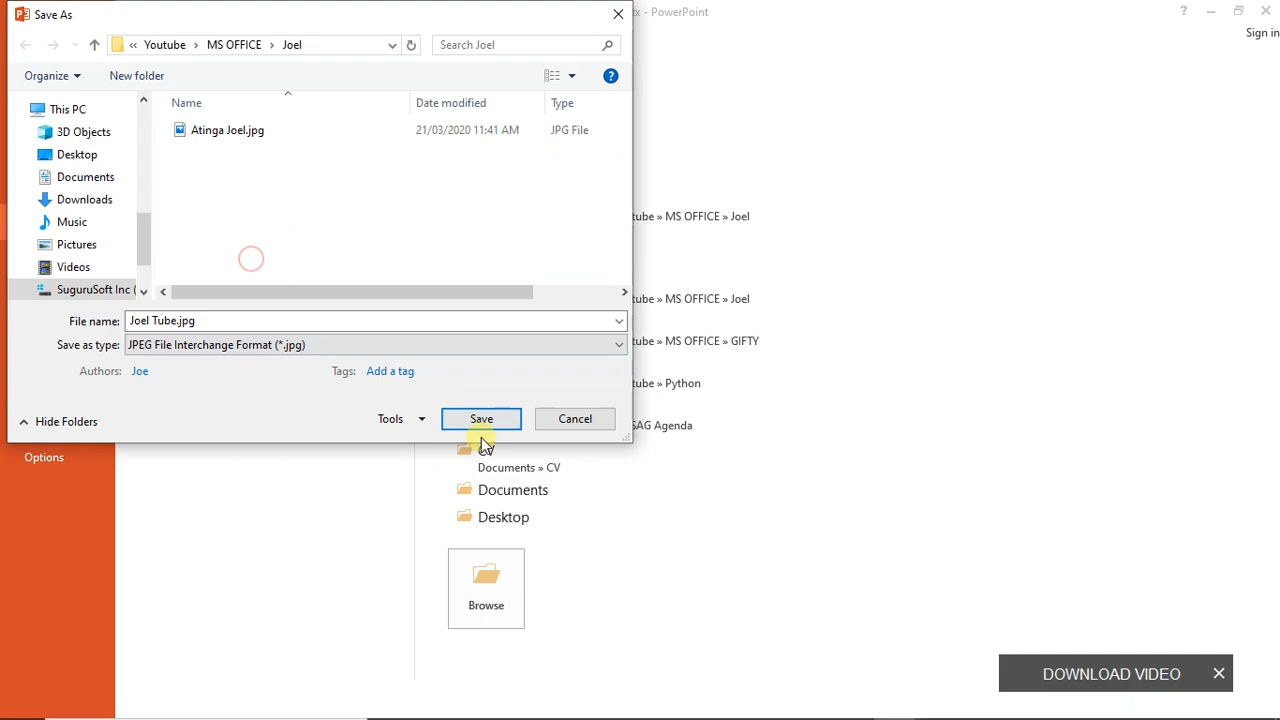 Save As
tx - PowerPoint
?
Sign in
« Youtube › MS OFFICE › Joel
Search Joel
Organize
New folder
?
This PC
3D Objects
Desktop
Documents
Downloads
Music
Pictures
Videos
SuguruSoft Inc (
Name
Date modified
Type
Atinga Joel.jpg
21/03/2020 11:41 AM
JPG File
File name: Joel Tube.jpg
Save as type: JPEG File Interchange Format (*.jpg)
Authors: Joe
Tags: Add a tag
Hide Folders
Tools
Save
Cancel
Options
tube » MS OFFICE » Joel
tube » MS OFFICE » Joel
tube » MS OFFICE » GIFTY
tube » Python
SAG Agenda
Documents » CV
Documents
Desktop
Browse
DOWNLOAD VIDEO